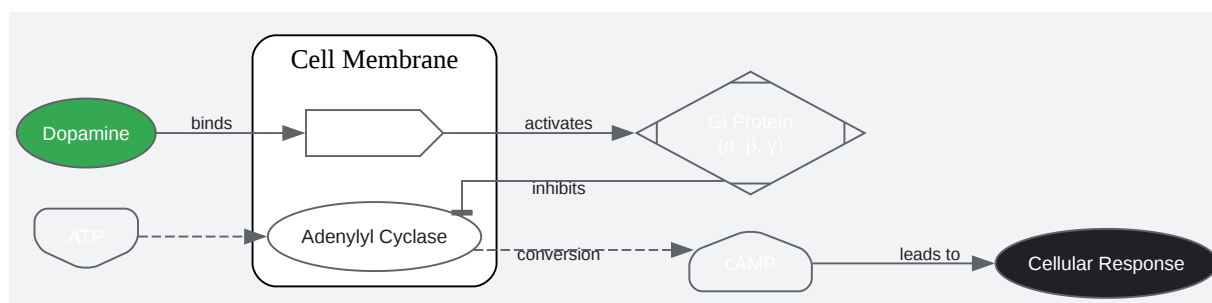 Cell Membrane
Dopamine
binds
activates
Gi Protein
(α, β, γ)
inhibits
ATP
Adenylyl Cyclase
conversion
cAMP
leads to
Cellular Response